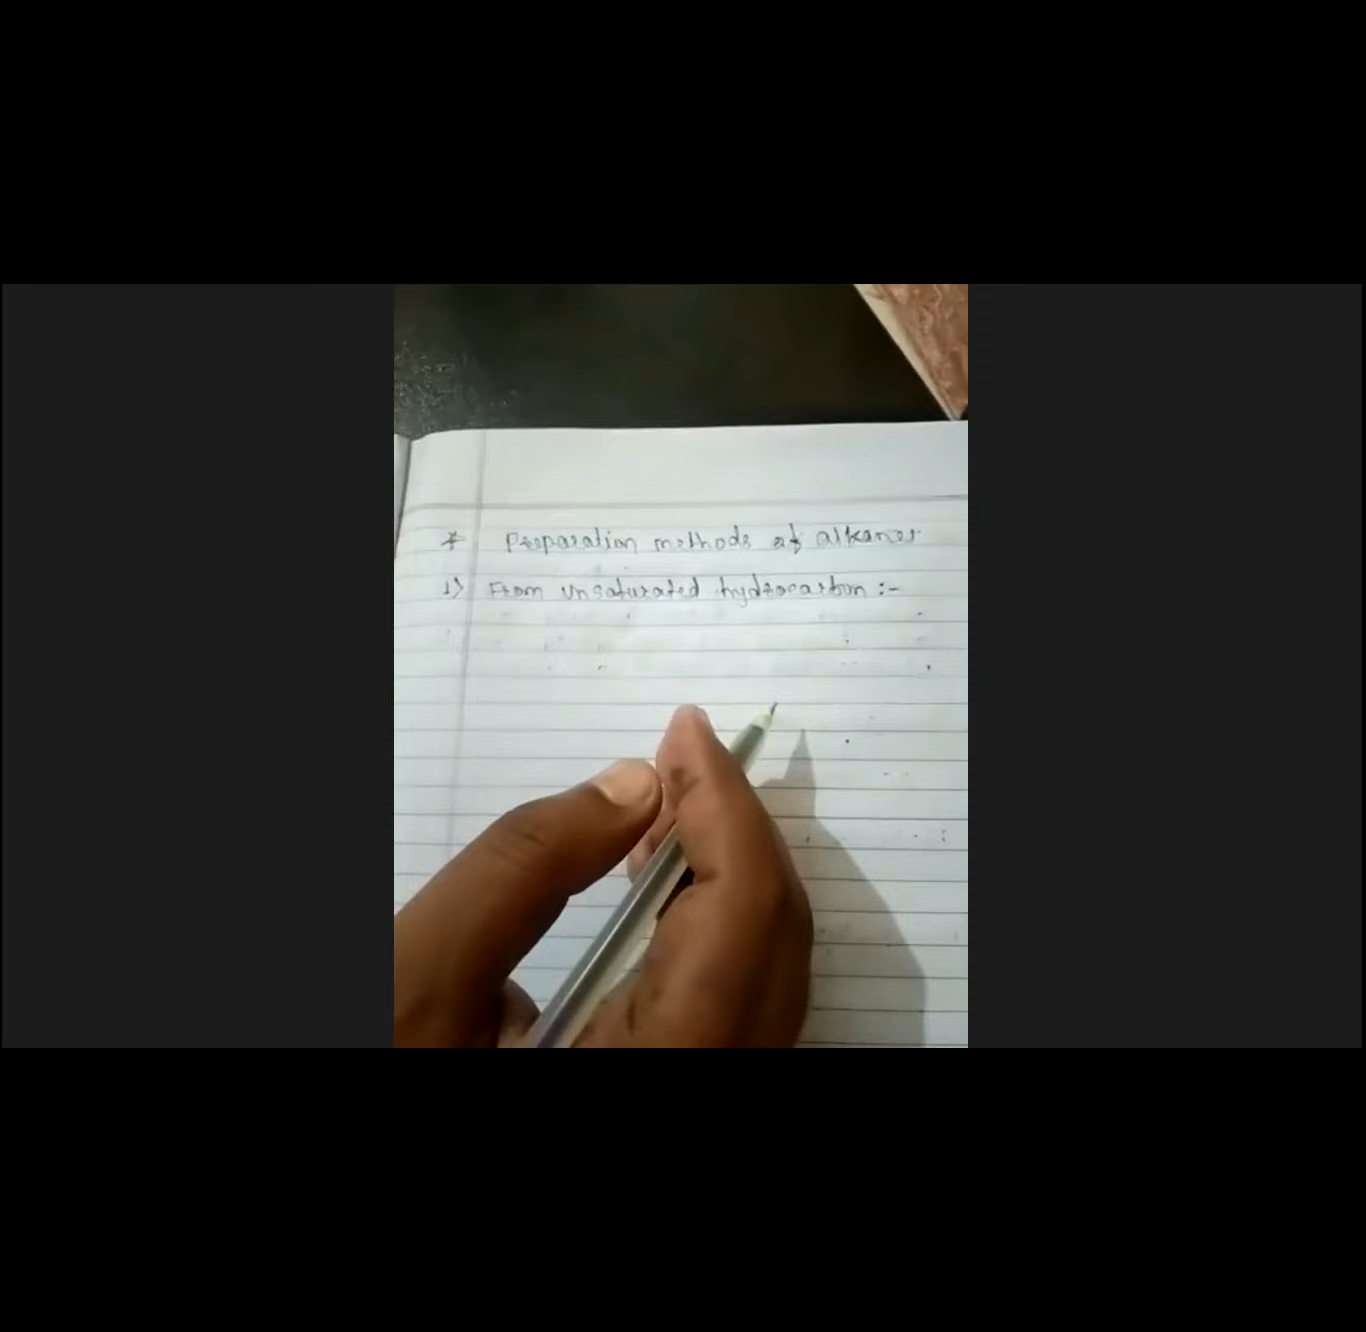 * Preparation methods of alkanes
1) From unsaturated hydrocarbon :-